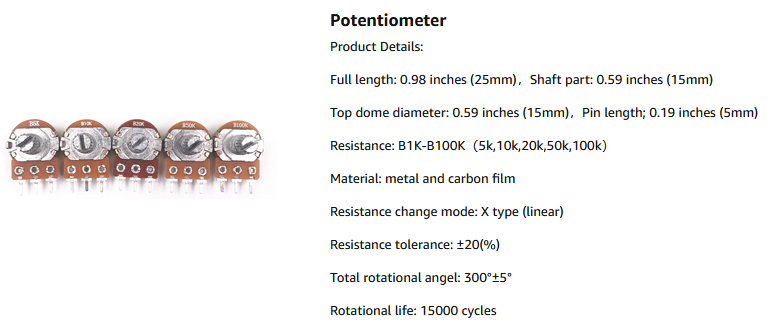 Potentiometer
Product Details:
Full length: 0.98 inches (25mm)，Shaft part: 0.59 inches (15mm)
Top dome diameter: 0.59 inches (15mm)，Pin length; 0.19 inches (5mm)
Resistance: B1K-B100K（5k,10k,20k,50k,100k）
Material: metal and carbon film
Resistance change mode: X type (linear)
Resistance tolerance: ±20(%)
Total rotational angel: 300°±5°
Rotational life: 15000 cycles
B5K
B10K
B20K
B50K
B100K